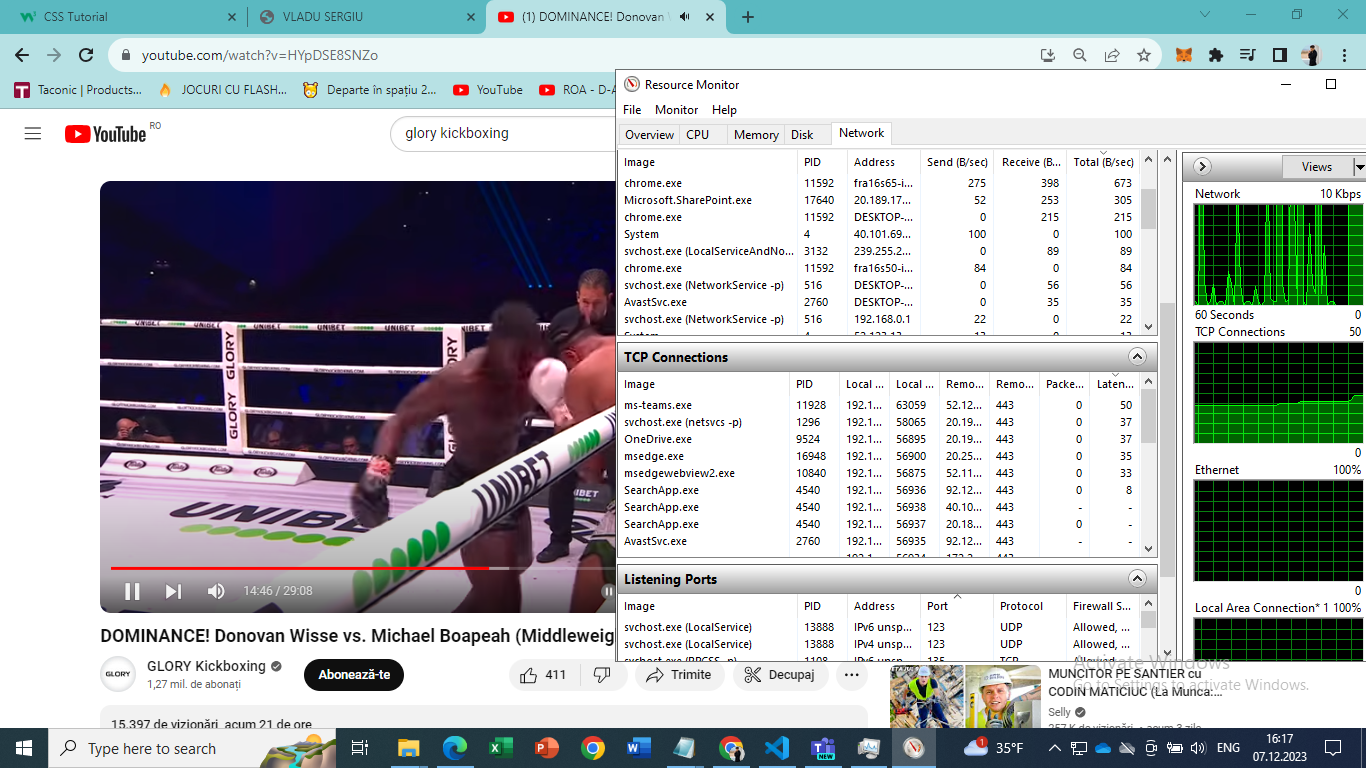 CSS Tutorial
VLADU SERGIU
(1) DOMINANCE! Donovan
youtube.com/watch?v=HYpDSE8SNZo
Taconic | Products...
JOCURI CU FLASH...
Departe în spațiu 2...
YouTube
ROA - D-A
YouTube RO
glory kickboxing
UNIBET
GLORY
GLORY
GLORY
UNIBET
UNIBET
14:46 / 29:08
DOMINANCE! Donovan Wisse vs. Michael Boapeah (Middleweig
GLORY
GLORY Kickboxing
1,27 mil. de abonați
Abonează-te
411
Trimite
Decupaj
15.397 de vizionări acum 21 de ore
Resource Monitor
File Monitor Help
Overview CPU Memory Disk Network
Image PID Address Send (B/sec) Receive (B... Total (B/sec)
chrome.exe 11592 fra16s65-i... 275 398 673
Microsoft.SharePoint.exe 17640 20.189.17... 52 253 305
chrome.exe 11592 DESKTOP-... 0 215 215
System 4 40.101.69... 100 0 100
svchost.exe (LocalServiceAndNo... 3132 239.255.2... 0 89 89
chrome.exe 11592 fra16s50-i... 84 0 84
svchost.exe (NetworkService -p) 516 DESKTOP-... 0 56 56
AvastSvc.exe 2760 DESKTOP-... 0 35 35
svchost.exe (NetworkService -p) 516 192.168.0.1 22 0 22
TCP Connections
Image PID Local ... Local ... Remo... Remo... Packe... Laten...
ms-teams.exe 11928 192.1... 63059 52.12... 443 0 50
svchost.exe (netsvcs -p) 1296 192.1... 58065 20.19... 443 0 37
OneDrive.exe 9524 192.1... 56895 20.19... 443 0 37
msedge.exe 16948 192.1... 56900 20.25... 443 0 35
msedgewebview2.exe 10840 192.1... 56875 52.11... 443 0 33
SearchApp.exe 4540 192.1... 56936 92.12... 443 0 8
SearchApp.exe 4540 192.1... 56938 40.10... 443 - -
SearchApp.exe 4540 192.1... 56937 20.18... 443 0 -
AvastSvc.exe 2760 192.1... 56935 92.12... 443 - -
Listening Ports
Image PID Address Port Protocol Firewall S...
svchost.exe (LocalService) 13888 IPv6 unsp... 123 UDP Allowed, ...
svchost.exe (LocalService) 13888 IPv4 unsp... 123 UDP Allowed, ...
Views
Network 10 Kbps
60 Seconds 0
TCP Connections 50
0
Ethernet 100%
0
Local Area Connection* 1 100%
Activate Windows
Go to Settings to activate Windows.
MUNCITOR PE SANTIER cu
CODIN MATICIUC (La Munca:...
Selly
257 K de vizionări • acum 3 zile
Type here to search
NEW
1
35°F
ENG
16:17
07.12.2023